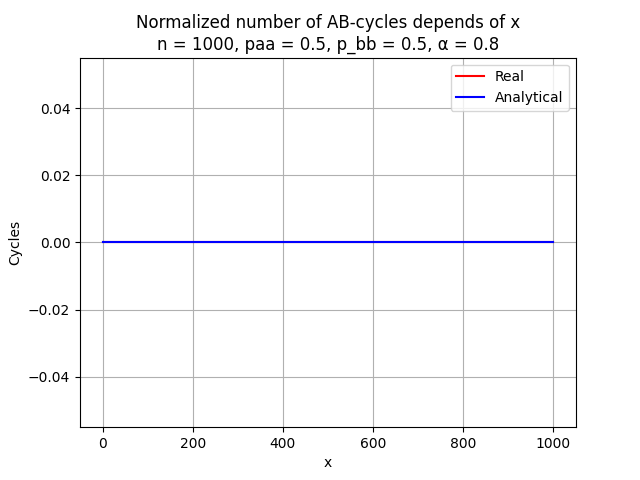 Normalized number of AB-cycles depends of x
n = 1000, paa = 0.5, p_bb = 0.5, α = 0.8
Real
Analytical
0.04
0.02
0.00
−0.02
−0.04
Cycles
0 200 400 600 800 1000
x